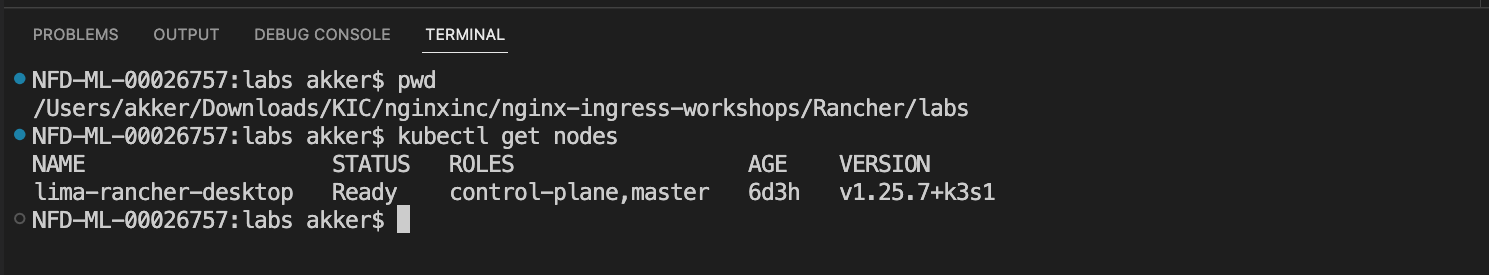 PROBLEMS OUTPUT DEBUG CONSOLE TERMINAL
NFD-ML-00026757:labs akker$ pwd
/Users/akker/Downloads/KIC/nginxinc/nginx-ingress-workshops/Rancher/labs
NFD-ML-00026757:labs akker$ kubectl get nodes
NAME STATUS ROLES AGE VERSION
lima-rancher-desktop Ready control-plane,master 6d3h v1.25.7+k3s1
NFD-ML-00026757:labs akker$